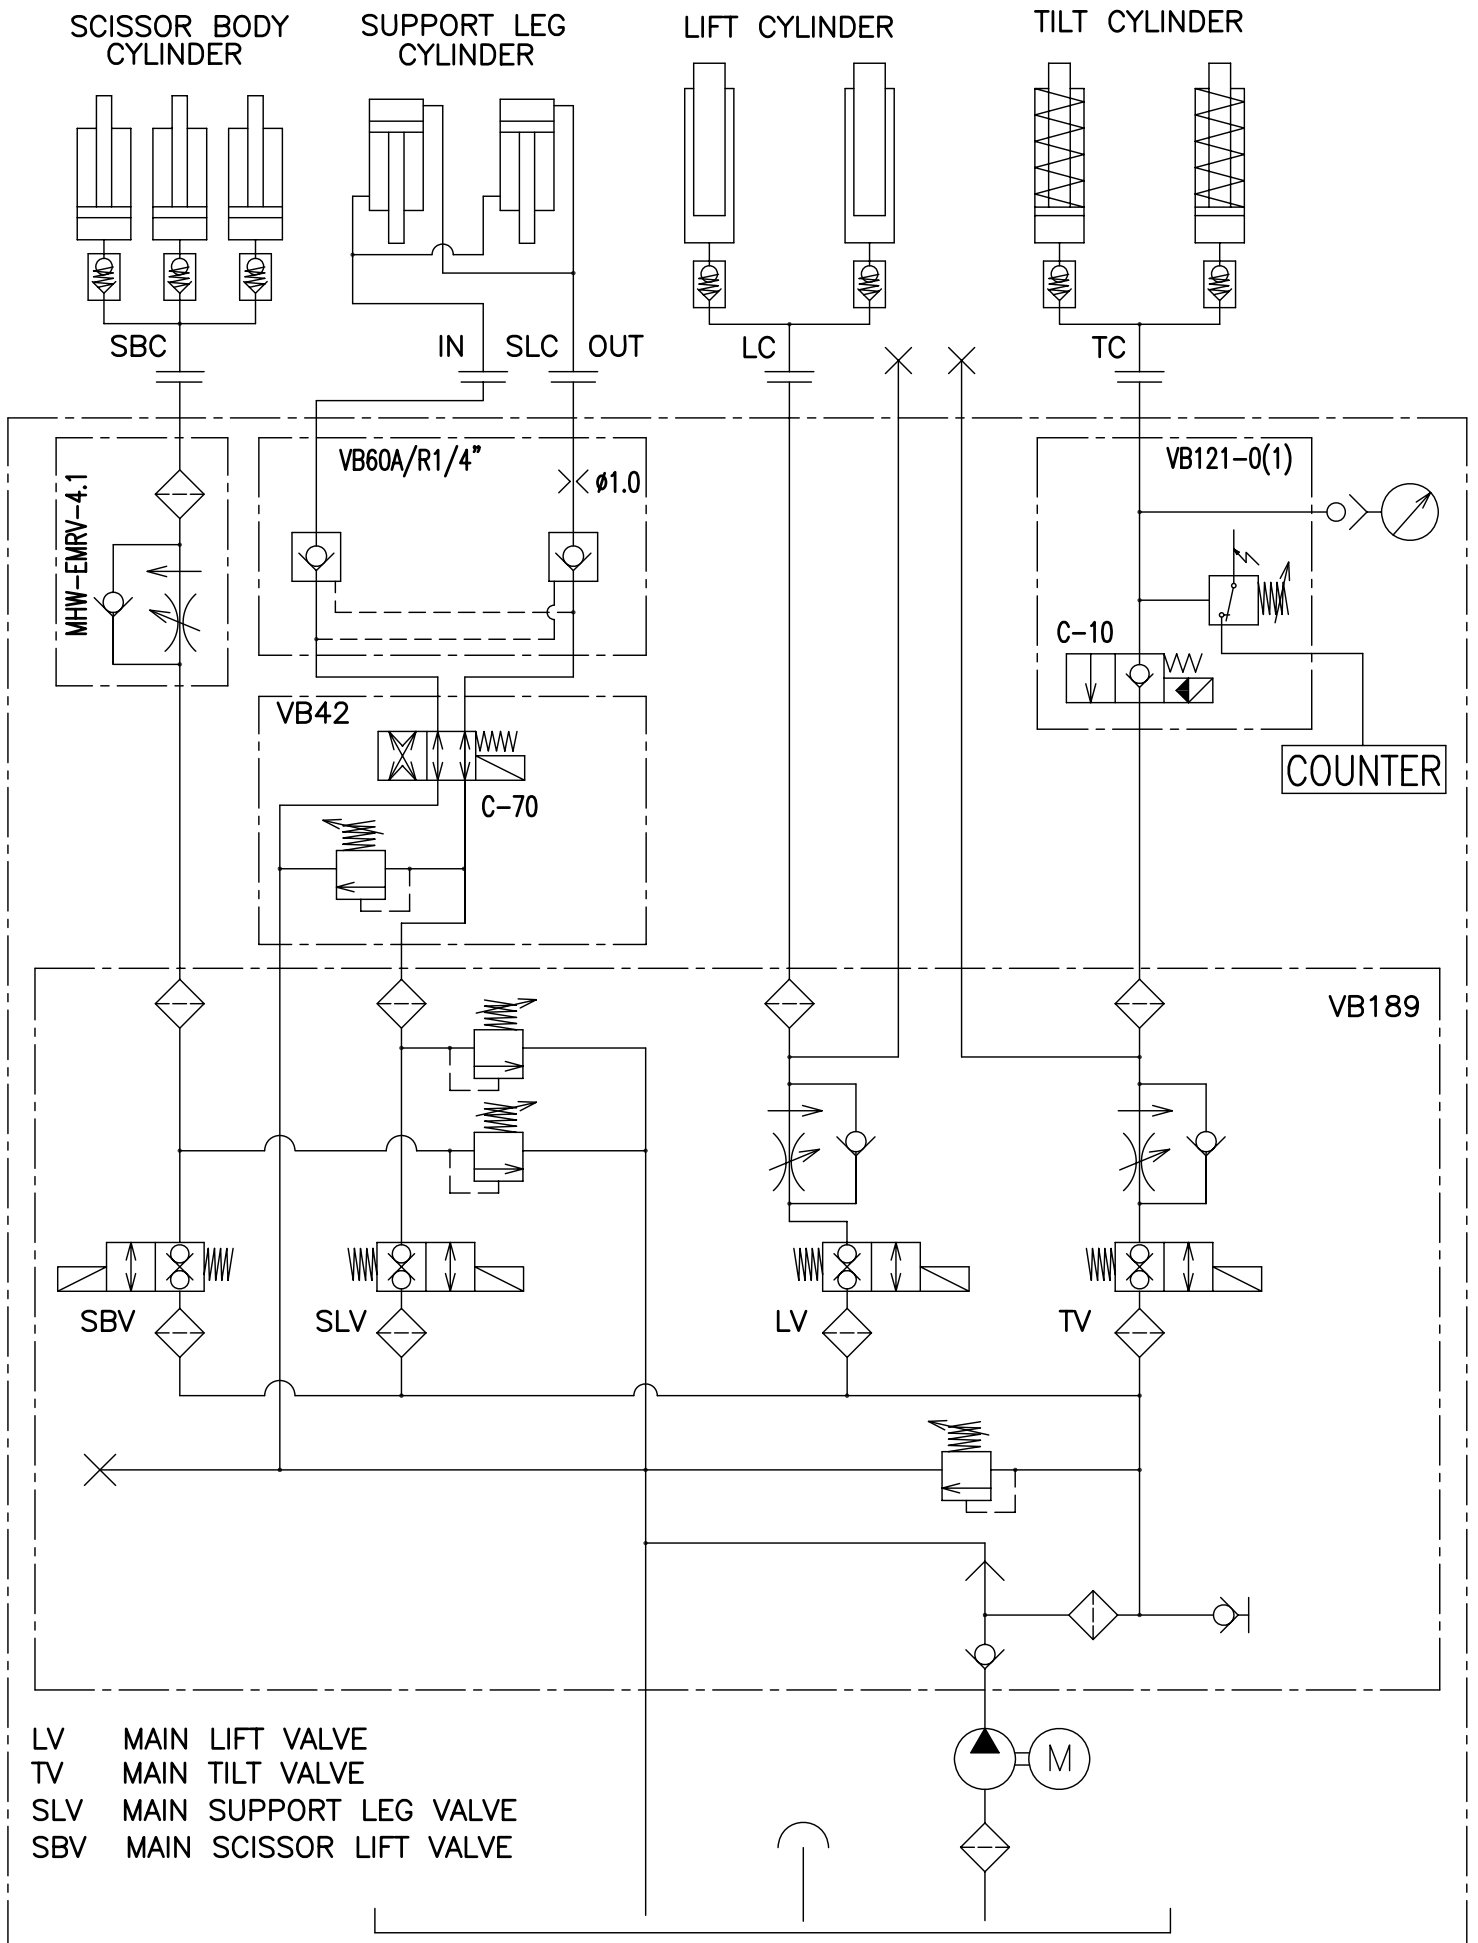 SCISSOR BODY
CYLINDER
SUPPORT LEG
CYLINDER
LIFT CYLINDER
TILT CYLINDER
SBC
IN
SLC
OUT
LC
TC
MHW-EMRV-4.1
VB60A/R1/4"
ø1.0
VB121-0(1)
C-10
VB42
C-70
COUNTER
VB189
SBV
SLV
LV
TV
M
LV MAIN LIFT VALVE
TV MAIN TILT VALVE
SLV MAIN SUPPORT LEG VALVE
SBV MAIN SCISSOR LIFT VALVE